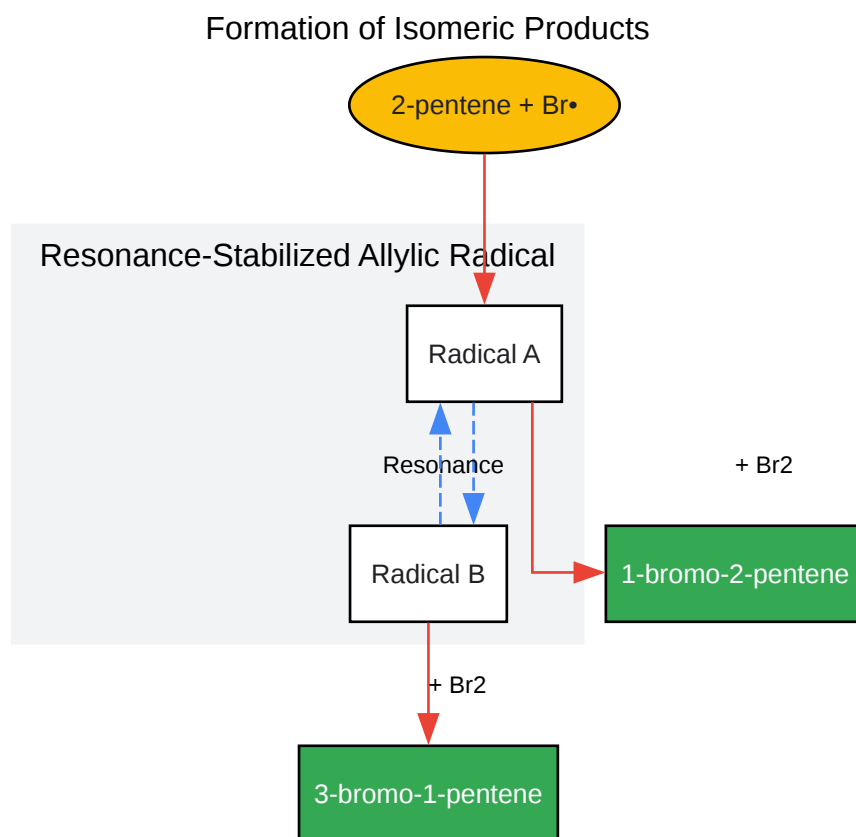 Formation of Isomeric Products
2-pentene + Br•
Resonance-Stabilized Allylic Radical
Radical A
Resonance
+ Br2
Radical B
1-bromo-2-pentene
+ Br2
3-bromo-1-pentene